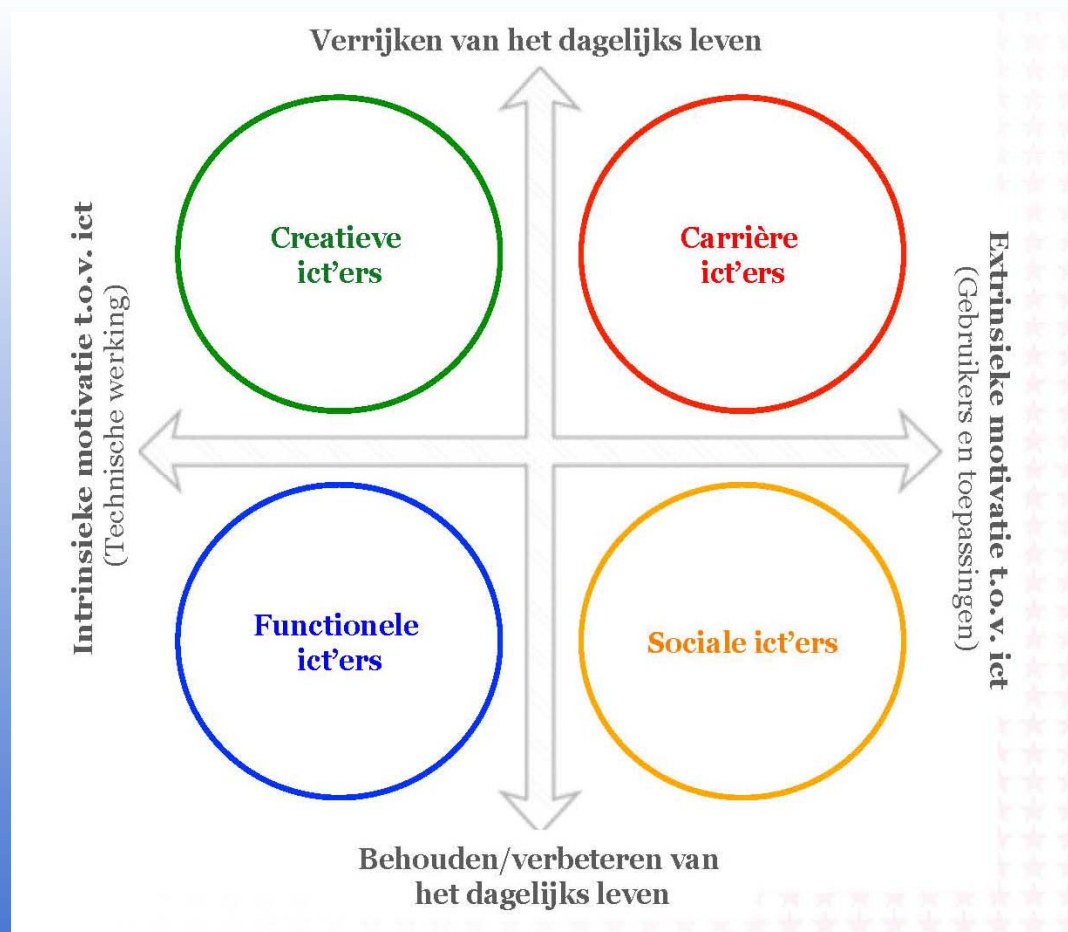 Verrijken van het dagelijks leven
Intrinsieke motivatie t.o.v. ict
(Technische werking)
Creatieve
ict'ers
Carrière
ict'ers
Extrinsieke motivatie t.o.v. ict
(Gebruikers en toepassingen)
Functionele
ict'ers
Sociale ict'ers
Behouden/verbeteren van
het dagelijks leven